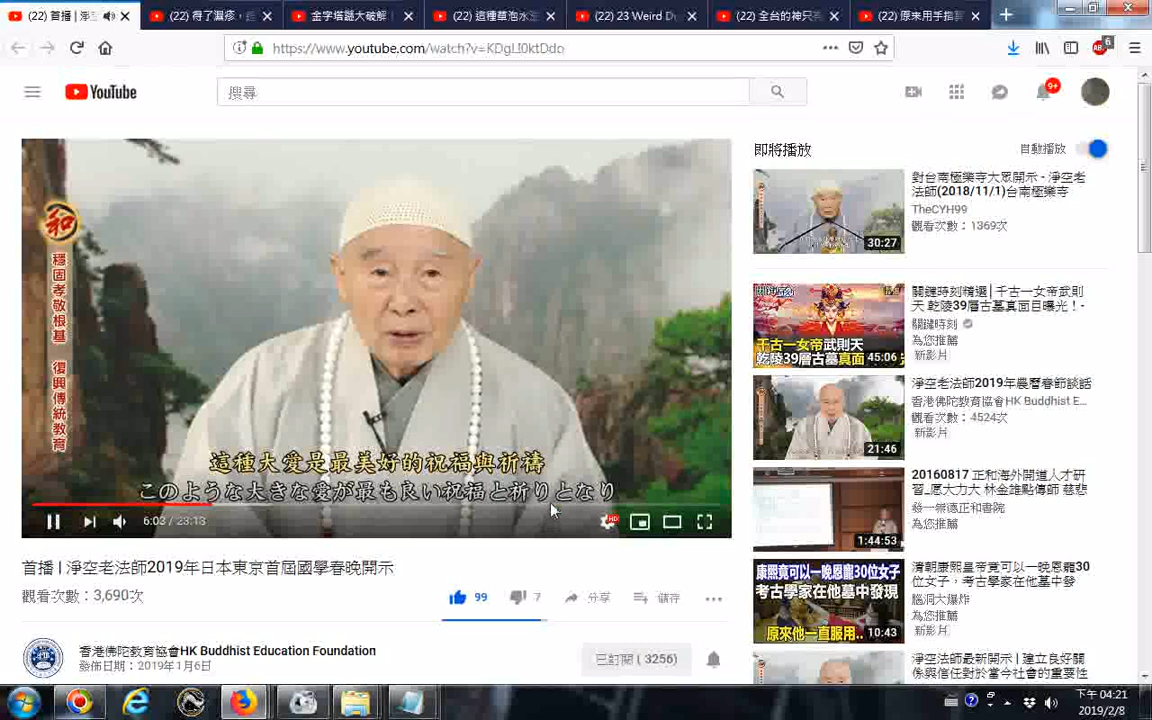 (22) 首播 | 淨
(22) 得了濕疹，
金字塔謎大破解
(22) 這種草泡水
(22) 23 Weird D
(22) 全台的神只
(22) 原來用手指
https://www.youtube.com/watch?v=KDgLI0ktDdo
6
YouTube
搜尋
9+
和
穩固孝敬根基 復興傳統教育
這種大愛是最美好的祝福與祈禱
このような大きな愛が最も良い祝福と祈りとなり
6:03 / 23:13
HD
首播 | 淨空老法師2019年日本東京首屆國學春晚開示
觀看次數：3,690次
99
7
分享
儲存
香港佛陀教育協會HK Buddhist Education Foundation
發佈日期：2019年1月6日
已訂閱 ( 3256)
即將播放
自動播放
30:27
對台南極樂寺大眾開示 - 淨空老
法師(2018/11/1)台南極樂寺
TheCYH99
觀看次數：1369次
千古一女帝武則天
乾陵39層古墓真面
45:06
關鍵時刻精選│千古一女帝武則
天 乾陵39層古墓真面目曝光！-
關鍵時刻
為您推薦
新影片
21:46
淨空老法師2019年農曆春節談話
香港佛陀教育協會HK Buddhist E...
觀看次數：4524次
新影片
1:44:53
20160817 正和海外開道人才研
習_愿大力大 林金雄點傳師 慈悲
發一崇德正和書院
為您推薦
康熙竟可以一晚恩寵30位女子
考古學家在他墓中發現
原來他一直服用..
10:43
清朝康熙皇帝竟可以一晚恩寵30
位女子，考古學家在他墓中發
腦洞大爆炸
為您推薦
新影片
淨空老法師最新開示 | 建立良好關
係與信任對於當今社會的重要性
下午 04:21
2019/2/8